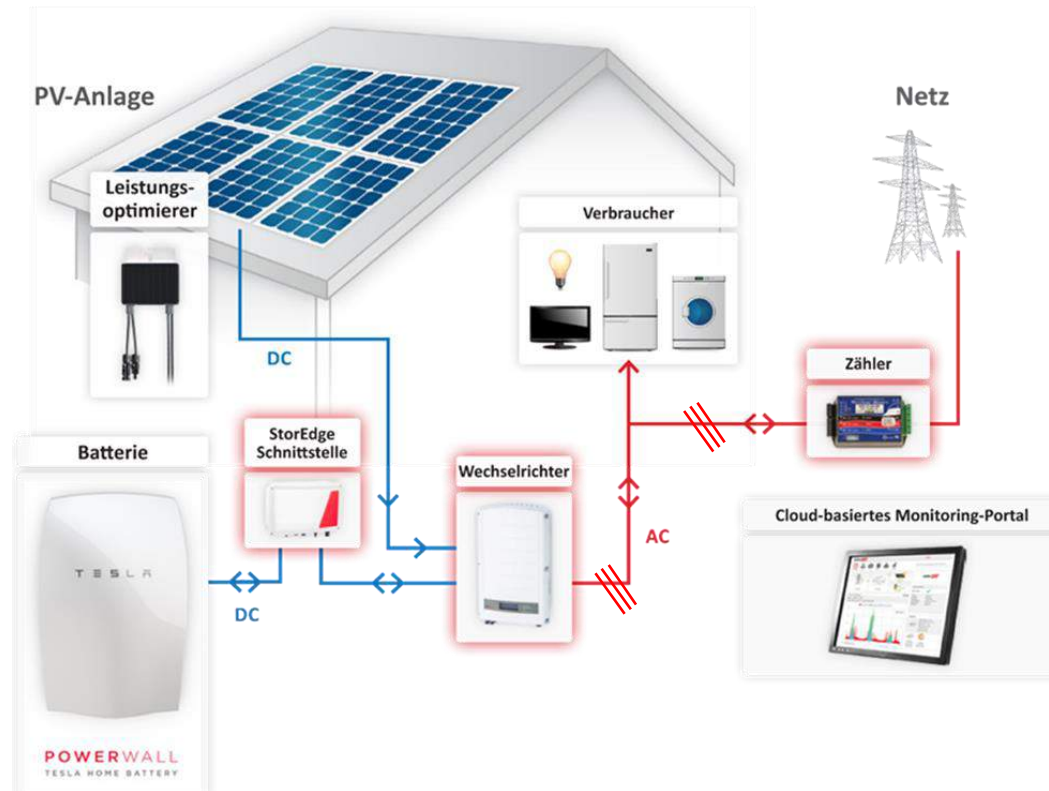 PV-Anlage
Netz
Leistungs-
optimierer
Verbraucher
DC
Zähler
StorEdge
Schnittstelle
Batterie
Wechselrichter
AC
Cloud-basiertes Monitoring-Portal
TESLA
DC
POWERWALL
TESLA HOME BATTERY